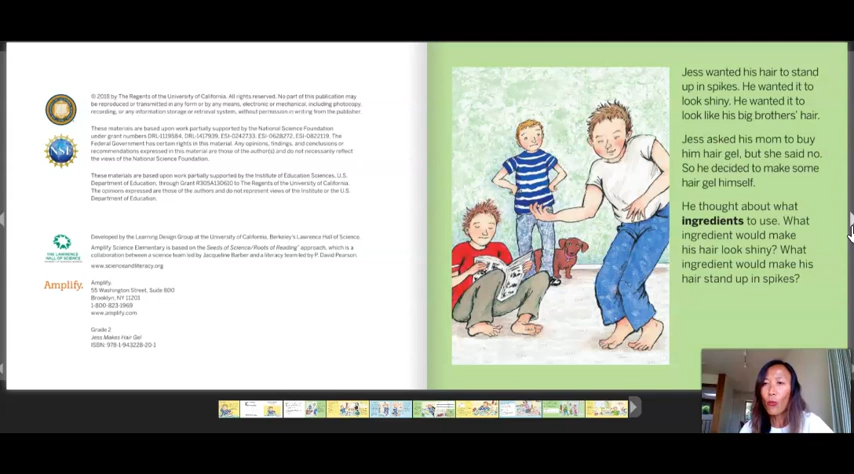 © 2018 by The Regents of the University of California. All rights reserved. No part of this publication may
be reproduced or transmitted in any form or by any means, electronic or mechanical, including photocopy,
recording, or any information storage or retrieval system, without permission in writing from the publisher.
These materials are based upon work partially supported by the National Science Foundation
under grant numbers DRL-1119584, DRL-1417939, ESI-0242733, ESI-0628272, ESI-0822119. The
Federal Government has certain rights in this material. Any opinions, findings, and conclusions or
recommendations expressed in this material are those of the author(s) and do not necessarily reflect
the views of the National Science Foundation.
These materials are based upon work partially supported by the Institute of Education Sciences, U.S.
Department of Education, through Grant R305A130610 to The Regents of the University of California.
The opinions expressed are those of the authors and do not represent views of the Institute or the U.S.
Department of Education.
Developed by the Learning Design Group at the University of California, Berkeley's Lawrence Hall of Science.
Amplify Science Elementary is based on the Seeds of Science/Roots of Reading® approach, which is a
collaboration between a science team led by Jacqueline Barber and a literacy team led by P. David Pearson.
www.scienceandliteracy.org
THE LAWRENCE
HALL OF SCIENCE
Amplify.
Amplify.
55 Washington Street, Suite 800
Brooklyn, NY 11201
1-800-823-1969
www.amplify.com
Grade 2
Jess Makes Hair Gel
ISBN: 978-1-943228-20-1
NSF
Jess wanted his hair to stand
up in spikes. He wanted it to
look shiny. He wanted it to
look like his big brothers' hair.
Jess asked his mom to buy
him hair gel, but she said no.
So he decided to make some
hair gel himself.
He thought about what
ingredients to use. What
ingredient would make
his hair look shiny? What
ingredient would make his
hair stand up in spikes?